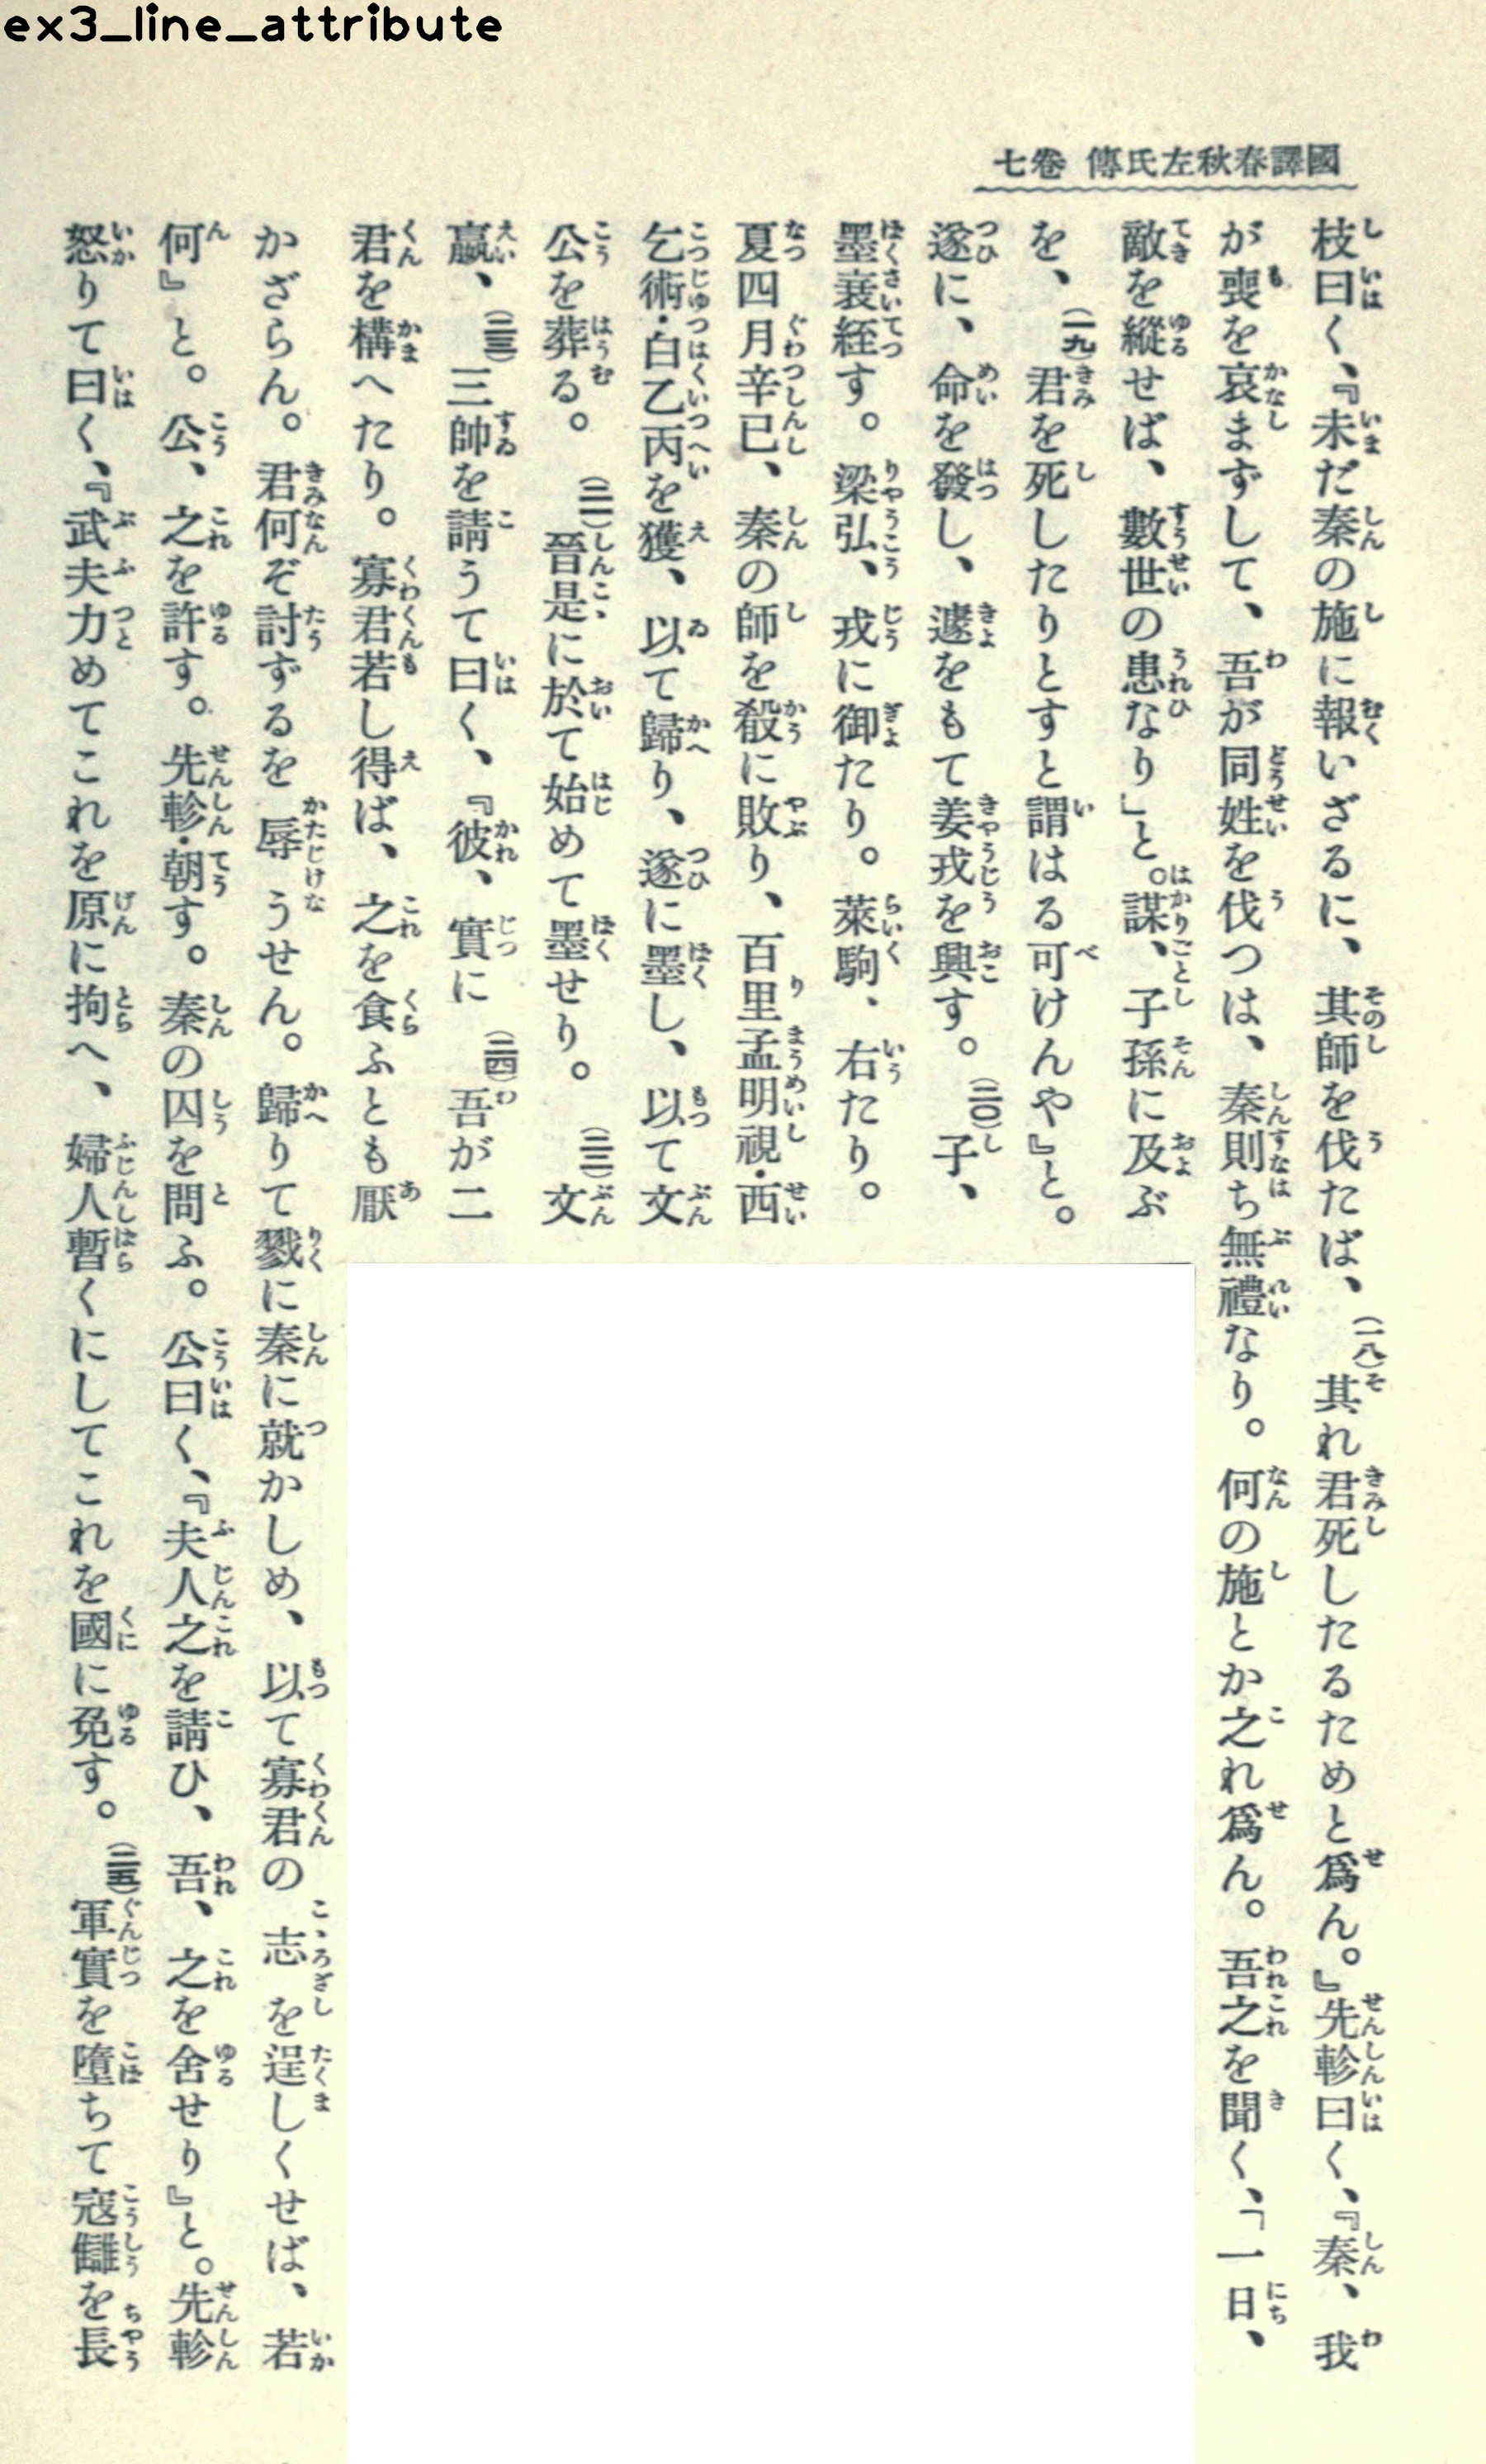 ex3_line_attribute
國譯春秋左氏傳 卷七
枝曰く、『未だ秦の施に報いざるに、其師を伐たば、(一八)其れ君死したるためと爲ん。』先軫曰く、『秦、我
が喪を哀まずして、吾が同姓を伐つは、秦則ち無禮なり。何の施とか之れ爲ん。吾之を聞く、「一日、
敵を縱せば、數世の患なり」と。謀、子孫に及ぶ
を、(一九)君を死したりとすと謂はる可けんや』と。
遂に、命を發し、遽をもて姜戎を興す。(二〇)子、
墨衰絰す。梁弘、戎に御たり。萊駒、右たり。
夏四月辛巳、秦の師を殽に敗り、百里孟明視・西
乞術・白乙丙を獲、以て歸り、遂に墨し、以て文
公を葬る。(二一)晉是に於て始めて墨せり。(二二)文
嬴、(二三)三帥を請うて曰く、『彼、實に(二四)吾が二
君を構へたり。寡君若し得ば、之を食ふとも厭
かざらん。君何ぞ討ずるを辱うせん。歸りて戮に秦に就かしめ、以て寡君の志を逞しくせば、若
何』と。公、之を許す。先軫・朝す。秦の囚を問ふ。公曰く、『夫人之を請ひ、吾、之を舍せり』と。先軫
怒りて曰く、『武夫力めてこれを原に拘へ、婦人暫くにしてこれを國に免す。(二五)軍實を墮ちて寇讎を長